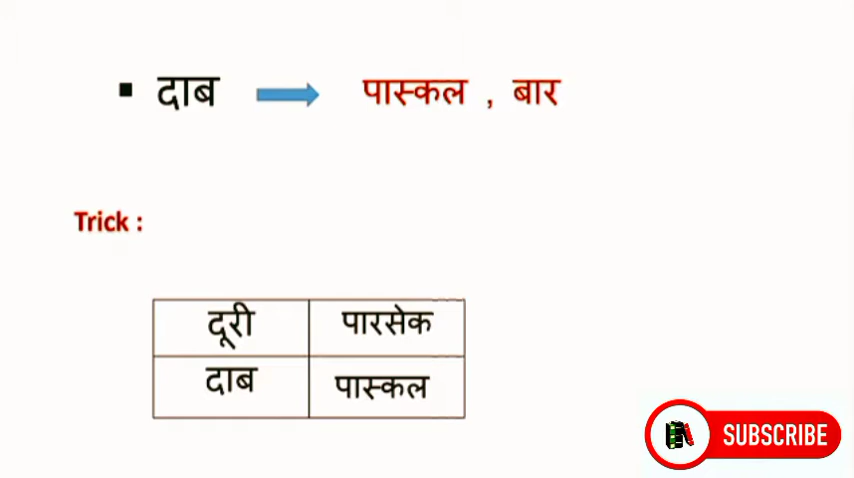 ▪ दाब → पास्कल , बार
Trick :
दूरी पारसेक
दाब पास्कल
SUBSCRIBE